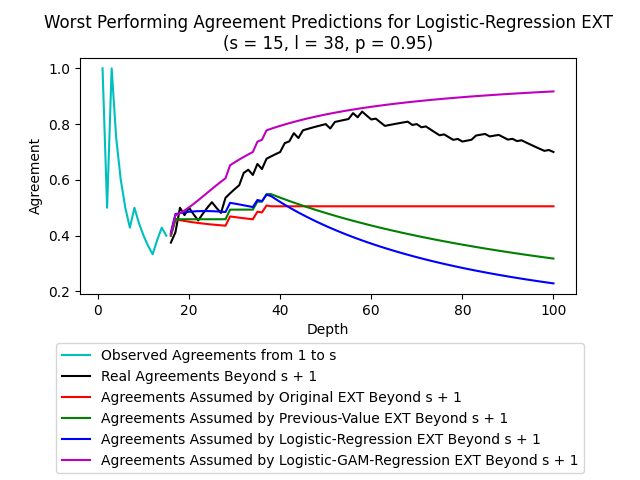 Worst Performing Agreement Predictions for Logistic-Regression EXT
(s = 15, l = 38, p = 0.95)
1.0
0.8
0.6
0.4
0.2
Agreement
0 20 40 60 80 100
Depth
Observed Agreements from 1 to s
Real Agreements Beyond s + 1
Agreements Assumed by Original EXT Beyond s + 1
Agreements Assumed by Previous-Value EXT Beyond s + 1
Agreements Assumed by Logistic-Regression EXT Beyond s + 1
Agreements Assumed by Logistic-GAM-Regression EXT Beyond s + 1